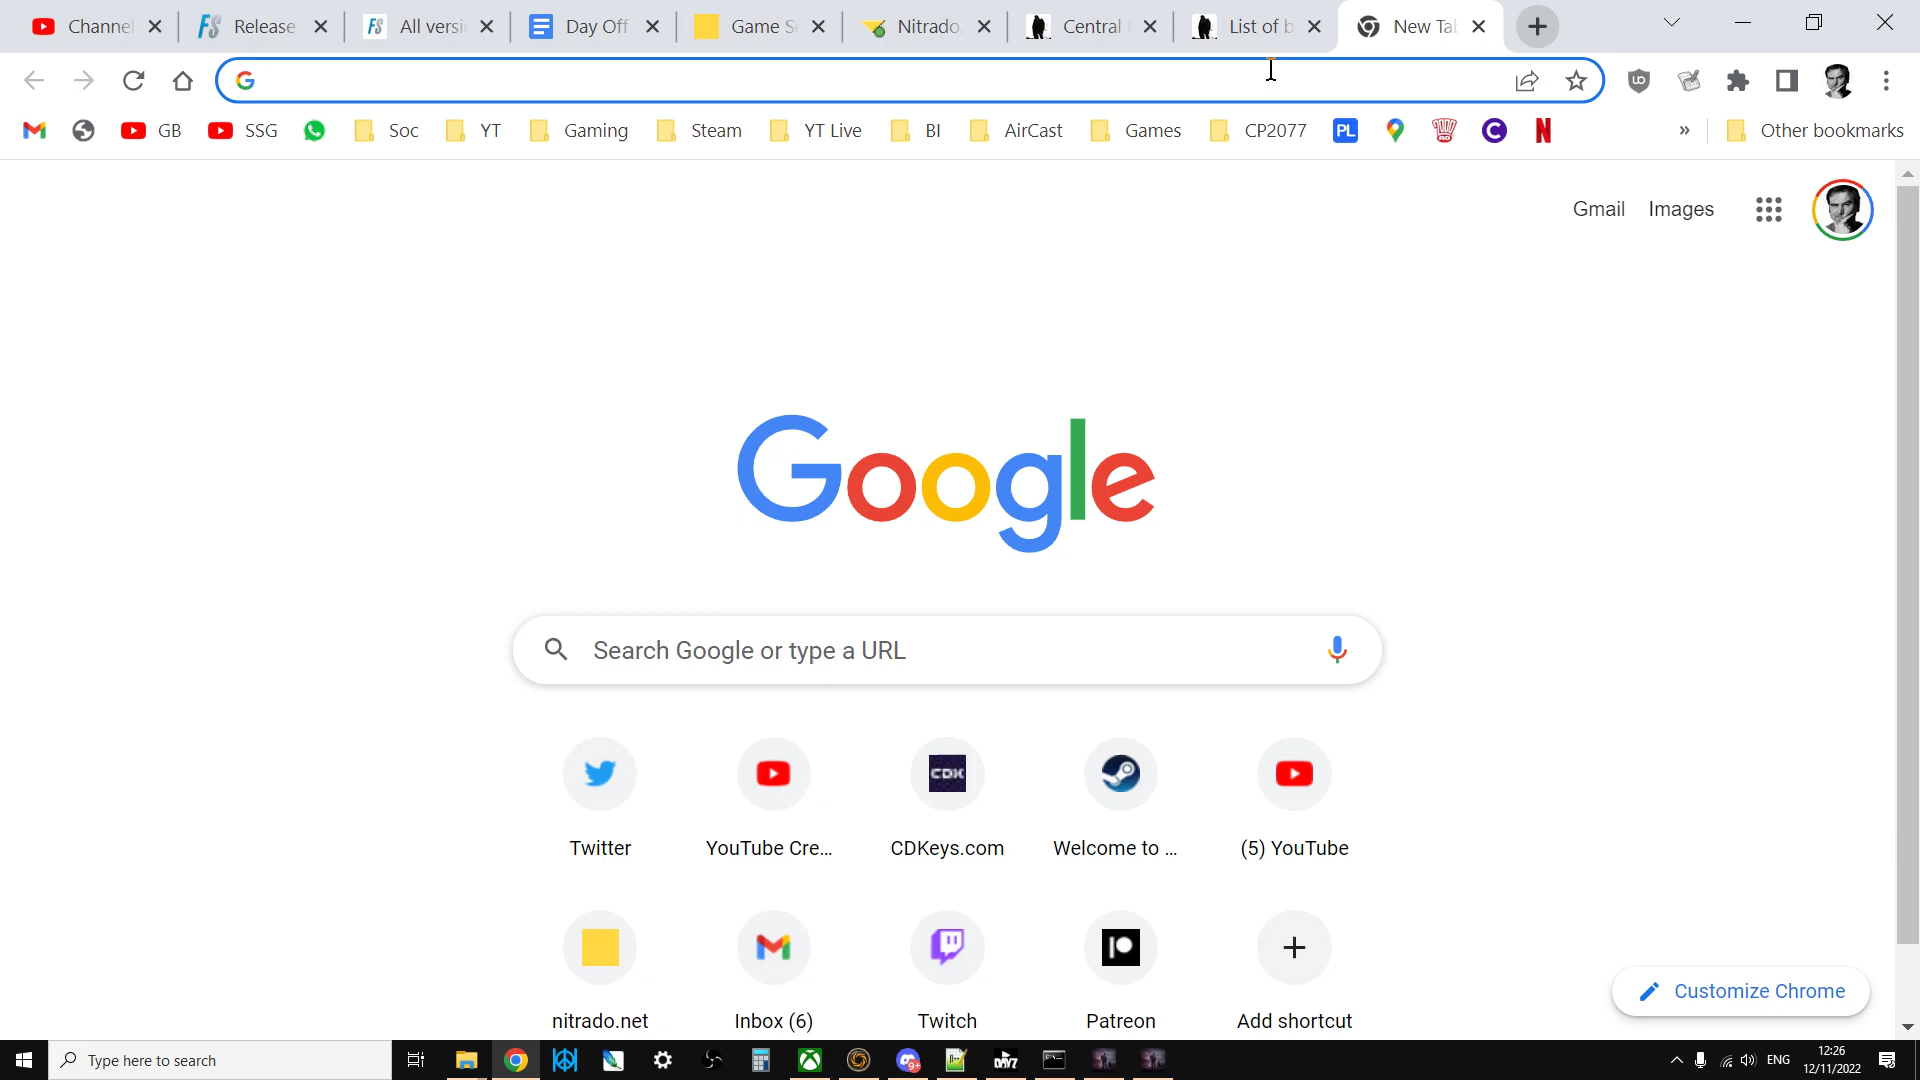 Channel Release All versi Day Off Game S Nitrado. Central List of b New Tab
GB SSG Soc YT Gaming Steam YT Live BI AirCast Games CP2077 PL » Other bookmarks
Gmail Images
Google
Search Google or type a URL
CDK
Twitter YouTube Cre... CDKeys.com Welcome to ... (5) YouTube
nitrado.net Inbox (6) Twitch Patreon Add shortcut
Customize Chrome
Type here to search
ENG
12:26
12/11/2022